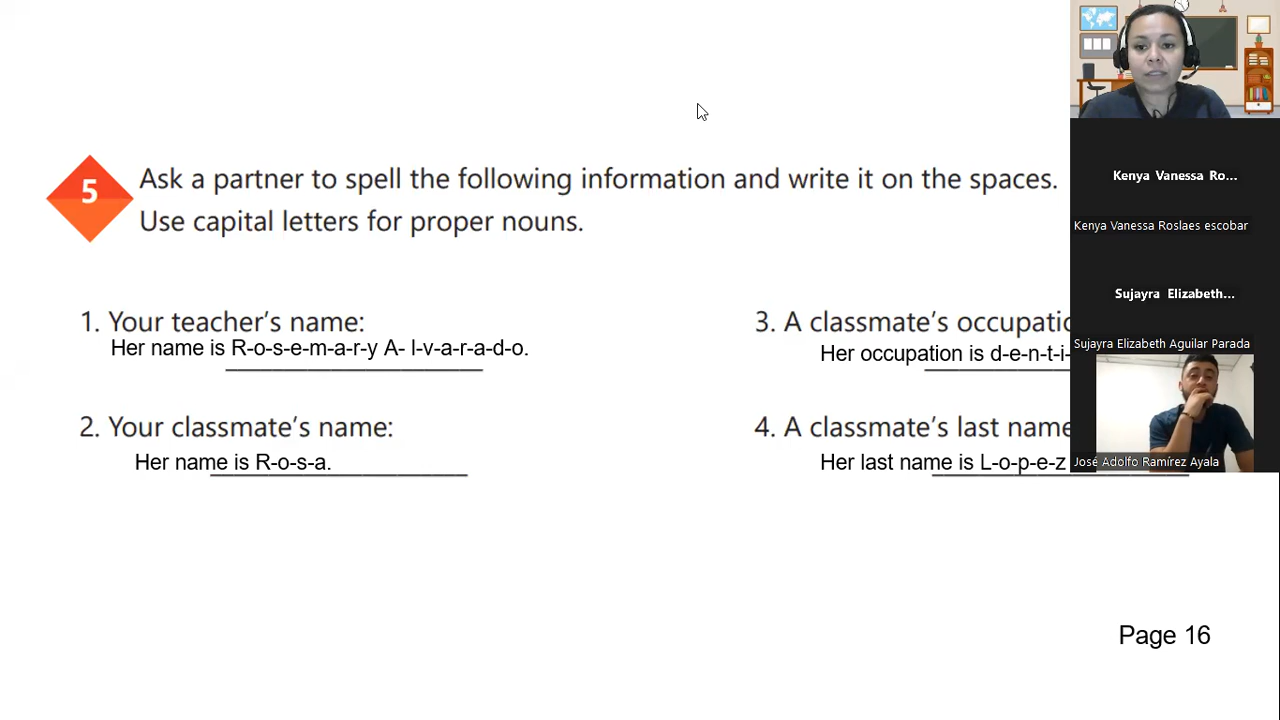 5
Ask a partner to spell the following information and write it on the spaces.
Use capital letters for proper nouns.
1. Your teacher's name:
Her name is R-o-s-e-m-a-r-y A- l-v-a-r-a-d-o.
2. Your classmate's name:
Her name is R-o-s-a.
3. A classmate's
Her occupation is d-e-n-t-i-
4. A classmate's last name
Her last name is L-o-p-e-z
Page 16
Kenya Vanessa Ro...
Kenya Vanessa Roslaes escobar
Sujayra Elizabeth...
Sujayra Elizabeth Aguilar Parada
José Adolfo Ramírez Ayala